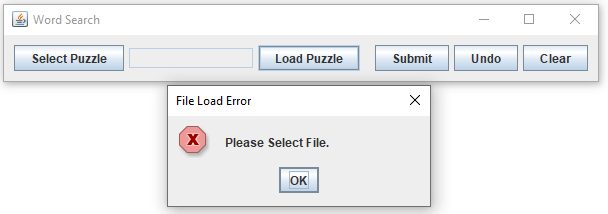 Word Search
Select Puzzle Load Puzzle Submit Undo Clear
File Load Error
Please Select File.
OK